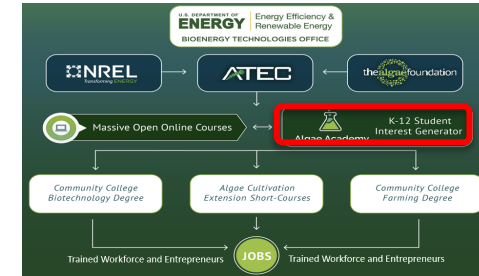 U.S. DEPARTMENT OF
ENERGY
Energy Efficiency &
Renewable Energy
BIOENERGY TECHNOLOGIES OFFICE
NREL
Transforming ENERGY
ATEC
thealgaefoundation
Massive Open Online Courses
Algae Academy
K-12 Student
Interest Generator
Community College
Biotechnology Degree
Algae Cultivation
Extension Short-Courses
Community College
Farming Degree
Trained Workforce and Entrepreneurs
JOBS
Trained Workforce and Entrepreneurs